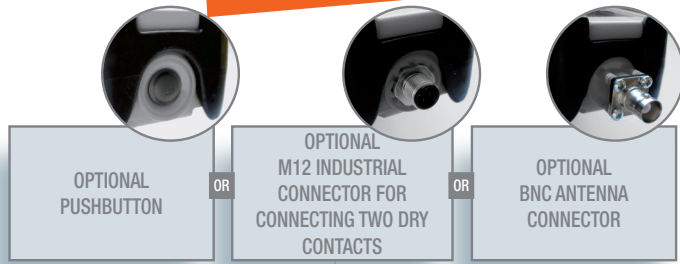 OPTIONAL
PUSHBUTTON
OR
OPTIONAL
M12 INDUSTRIAL
CONNECTOR FOR
CONNECTING TWO DRY
CONTACTS
OR
OPTIONAL
BNC ANTENNA
CONNECTOR